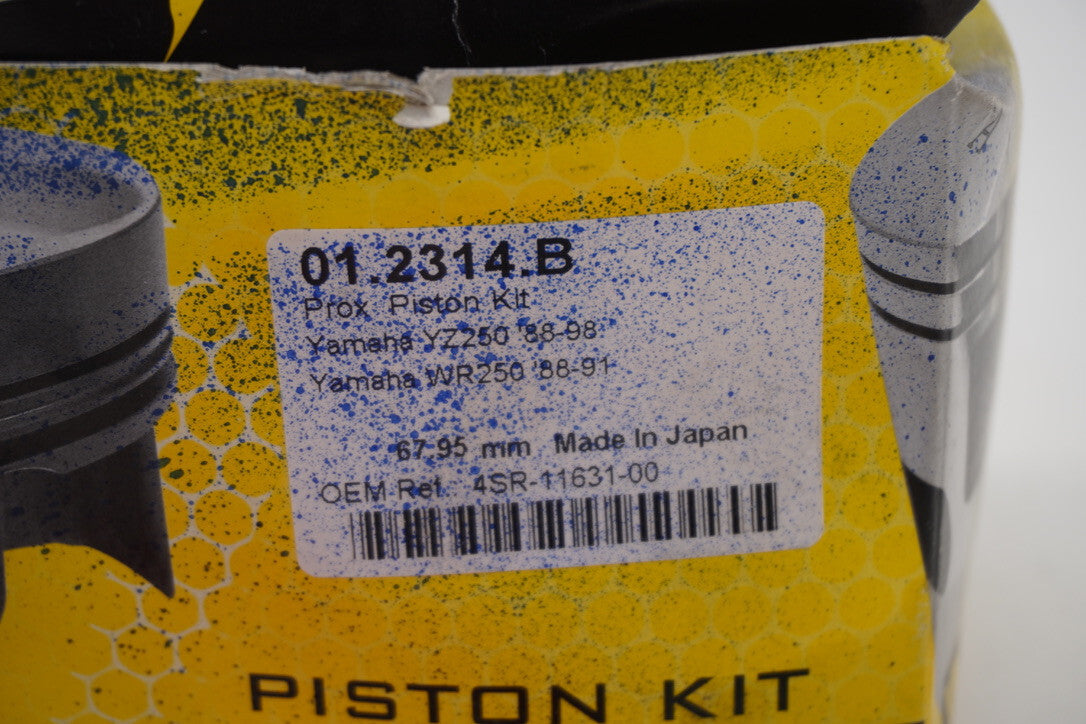 01.2314.B
Prox Piston Kit
Yamaha YZ250 '88-98
Yamaha WR250 '88-91
67.95 mm Made In Japan
OEM Ref. 4SR-11631-00
PISTON KIT